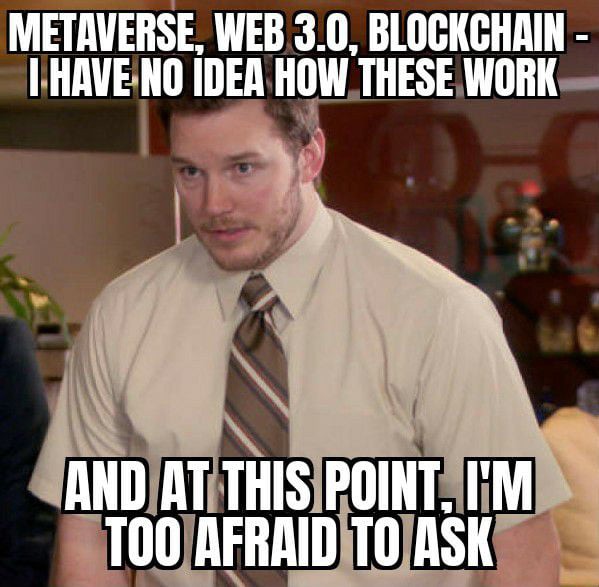 METAVERSE, WEB 3.0, BLOCKCHAIN -
I HAVE NO IDEA HOW THESE WORK
AND AT THIS POINT, I'M
TOO AFRAID TO ASK